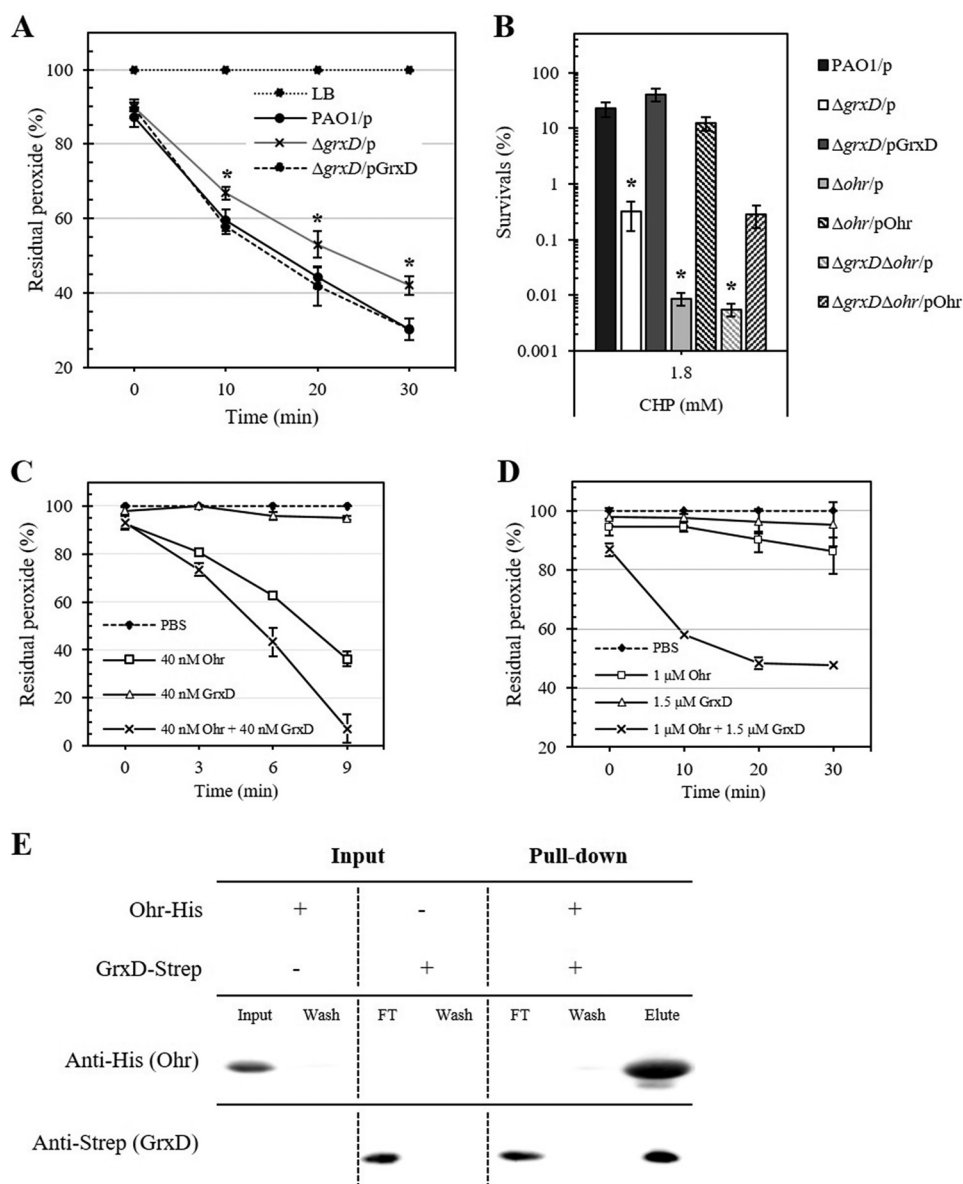 A
Residual peroxide (%)
100
80
60
40
20
LB
PAO1/p
ΔgrxD/p
ΔgrxD/pGrxD
*
*
*
0 10 20 30
Time (min)
B
Survivals (%)
100
10
1
0.1
0.01
0.001
*
*
*
1.8
CHP (mM)
PAO1/p
ΔgrxD/p
ΔgrxD/pGrxD
Δohr/p
Δohr/pOhr
ΔgrxDΔohr/p
ΔgrxDΔohr/pOhr
C
Residual peroxide (%)
100
80
60
40
20
0
PBS
40 nM Ohr
40 nM GrxD
40 nM Ohr + 40 nM GrxD
0 3 6 9
Time (min)
D
Residual peroxide (%)
100
80
60
40
20
PBS
1 µM Ohr
1.5 µM GrxD
1 µM Ohr + 1.5 µM GrxD
0 10 20 30
Time (min)
E
Input Pull-down
Ohr-His + - +
GrxD-Strep - + +
Input Wash FT Wash FT Wash Elute
Anti-His (Ohr)
Anti-Strep (GrxD)